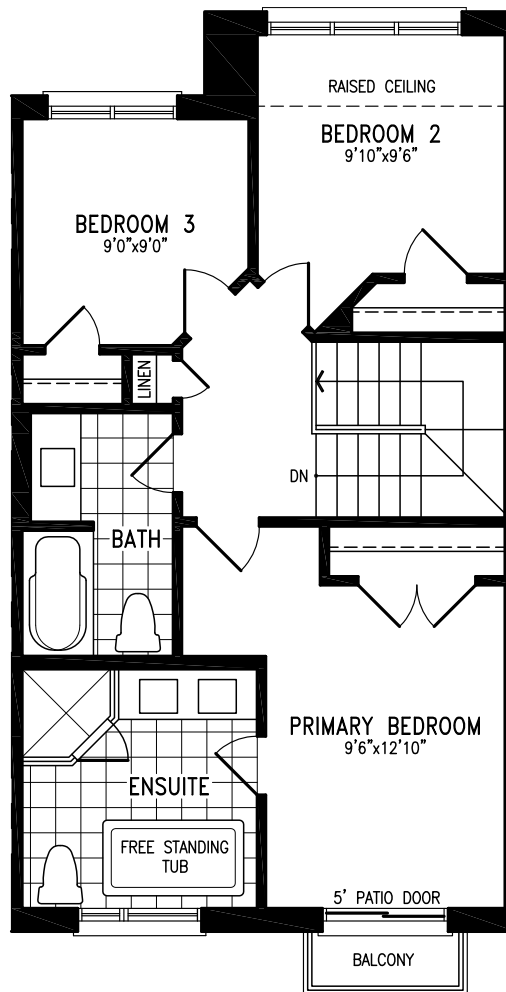 RAISED CEILING
BEDROOM 2
9'10"x9'6"
BEDROOM 3
9'0"x9'0"
LINEN
DN
BATH
PRIMARY BEDROOM
9'6"x12'10"
ENSUITE
FREE STANDING
TUB
5' PATIO DOOR
BALCONY